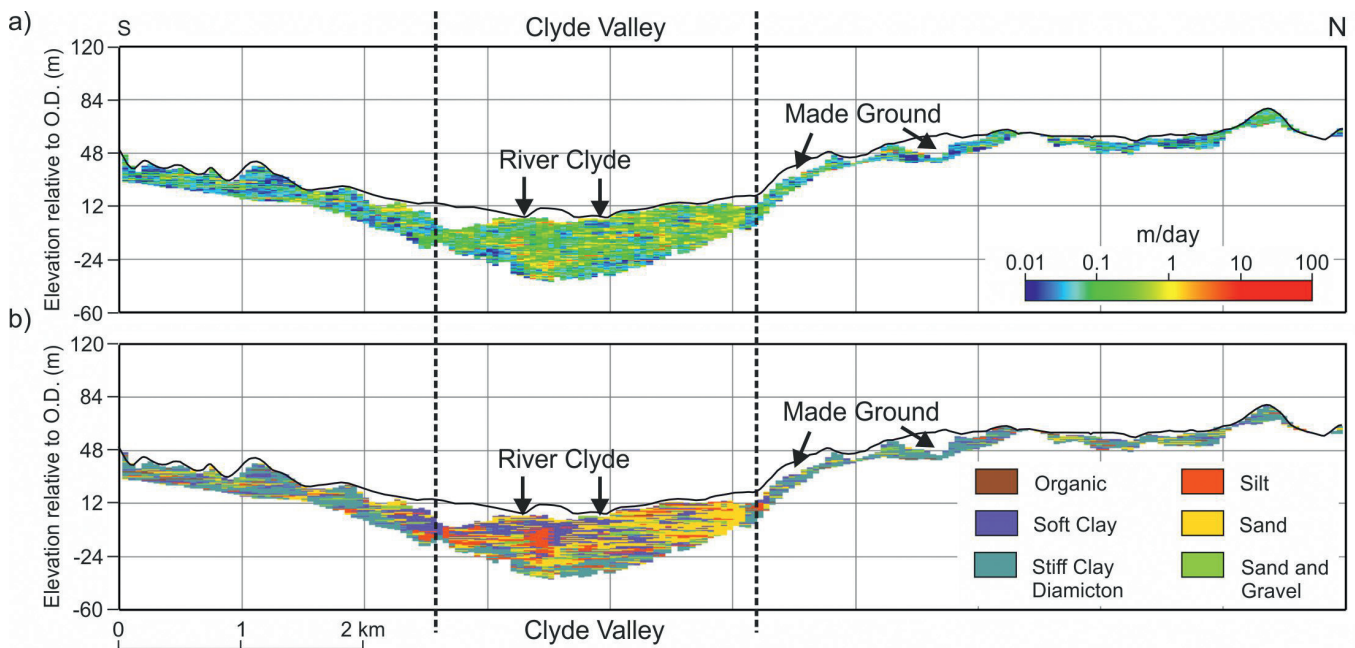 a)
S
Clyde Valley
N
Elevation relative to O.D. (m)
120
84
48
12
-24
-60
River Clyde
Made Ground
m/day
0.01 0.1 1 10 100
b)
Elevation relative to O.D. (m)
120
84
48
12
-24
-60
River Clyde
Made Ground
Organic
Silt
Soft Clay
Sand
Stiff Clay
Diamicton
Sand and
Gravel
0 1 2 km
Clyde Valley